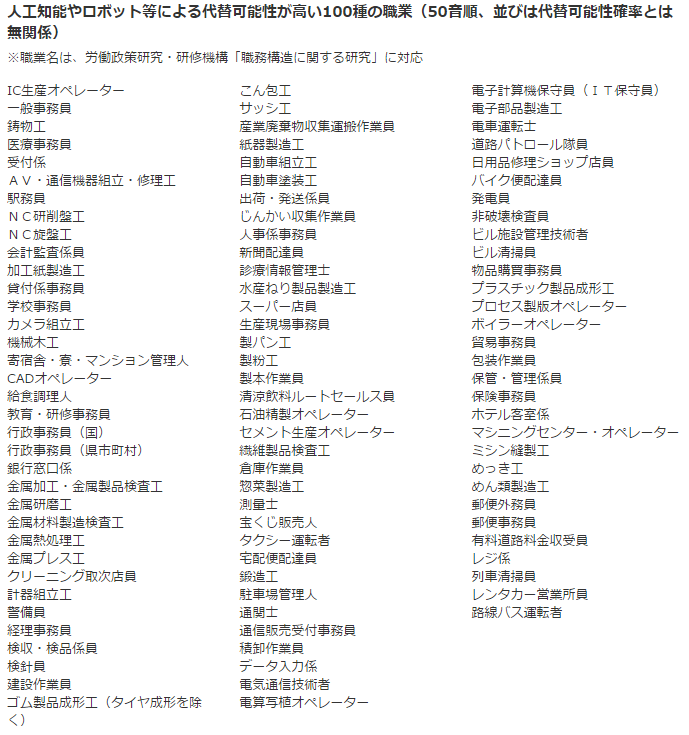 人工知能やロボット等による代替可能性が高い100種の職業（50音順、並びは代替可能性確率とは
無関係）
※職業名は、労働政策研究・研修機構「職務構造に関する研究」に対応
IC生産オペレーター
一般事務員
鋳物工
医療事務員
受付係
ＡＶ・通信機器組立・修理工
駅務員
ＮＣ研削盤工
ＮＣ旋盤工
会計監査係員
加工紙製造工
貸付係事務員
学校事務員
カメラ組立工
機械木工
寄宿舎・寮・マンション管理人
CADオペレーター
給食調理人
教育・研修事務員
行政事務員（国）
行政事務員（県市町村）
銀行窓口係
金属加工・金属製品検査工
金属研磨工
金属材料製造検査工
金属熱処理工
金属プレス工
クリーニング取次店員
計器組立工
警備員
経理事務員
検収・検品係員
検針員
建設作業員
ゴム製品成形工（タイヤ成形を除
く）
こん包工
サッシ工
産業廃棄物収集運搬作業員
紙器製造工
自動車組立工
自動車塗装工
出荷・発送係員
じんかい収集作業員
人事係事務員
新聞配達員
診療情報管理士
水産ねり製品製造工
スーパー店員
生産現場事務員
製パン工
製粉工
製本作業員
清涼飲料ルートセールス員
石油精製オペレーター
セメント生産オペレーター
繊維製品検査工
倉庫作業員
惣菜製造工
測量士
宝くじ販売人
タクシー運転者
宅配便配達員
鍛造工
駐車場管理人
通関士
通信販売受付事務員
積卸作業員
データ入力係
電気通信技術者
電算写植オペレーター
電子計算機保守員（ＩＴ保守員）
電子部品製造工
電車運転士
道路パトロール隊員
日用品修理ショップ店員
バイク便配達員
発電員
非破壊検査員
ビル施設管理技術者
ビル清掃員
物品購買事務員
プラスチック製品成形工
プロセス製版オペレーター
ボイラーオペレーター
貿易事務員
包装作業員
保管・管理係員
保険事務員
ホテル客室係
マシニングセンター・オペレーター
ミシン縫製工
めっき工
めん類製造工
郵便外務員
郵便事務員
有料道路料金収受員
レジ係
列車清掃員
レンタカー営業所員
路線バス運転者